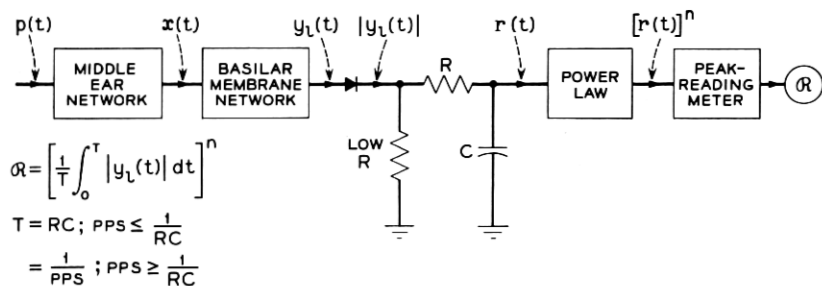 p(t) x(t) y_l(t) |y_l(t)| r(t) [r(t)]^n
MIDDLE EAR NETWORK
BASILAR MEMBRANE NETWORK
R
LOW R
C
POWER LAW
PEAK-READING METER
ℛ
ℛ = [1/T ∫_0^T |y_l(t)| dt]^n
T = RC; PPS ≤ 1/RC
= 1/PPS; PPS ≥ 1/RC